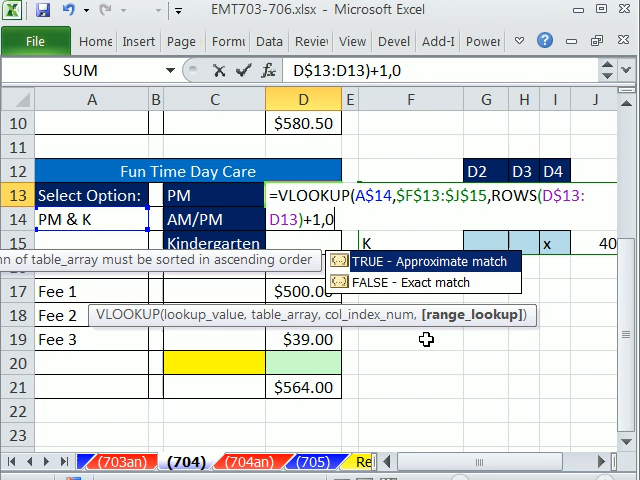 EMT703-706.xlsx - Microsoft Excel
File Home Insert Page Formu Data Revie View Devel Add-I Power
SUM fx D$13:D13)+1,0
A B C D E F G H I J
10 $580.50
11
12 Fun Time Day Care D2 D3 D4
13 Select Option: PM =VLOOKUP(A$14,$F$13:$J$15,ROWS(D$13:
14 PM & K AM/PM D13)+1,0
15 Kindergarten K x 40
mn of table_array must be sorted in ascending order
TRUE - Approximate match
FALSE - Exact match
17 Fee 1 $500.00
18 Fee 2
VLOOKUP(lookup_value, table_array, col_index_num, [range_lookup])
19 Fee 3 $39.00
20
21 $564.00
22
23
(703an) (704) (704an) (705) Re